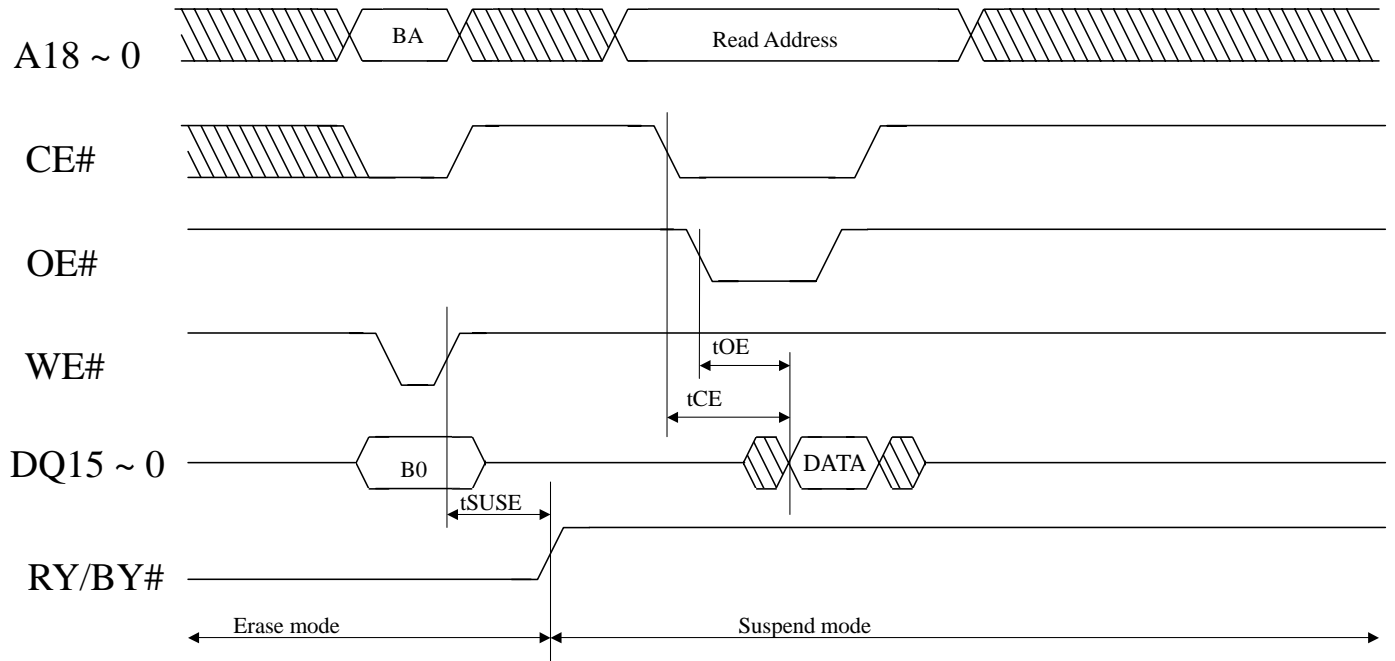 A18 ~ 0
BA
Read Address
CE#
OE#
WE#
tOE
tCE
DQ15 ~ 0
B0
DATA
tSUSE
RY/BY#
Erase mode
Suspend mode